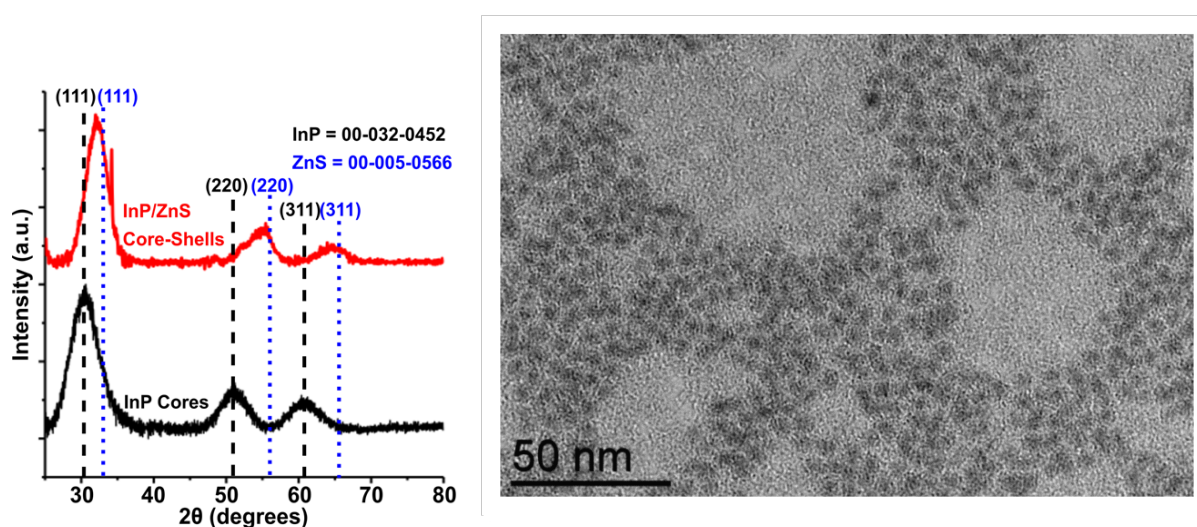 (111) (111)
InP = 00-032-0452
ZnS = 00-005-0566
(220) (220)
(311) (311)
InP/ZnS
Core-Shells
InP Cores
Intensity (a.u.)
30 40 50 60 70 80
2θ (degrees)
50 nm